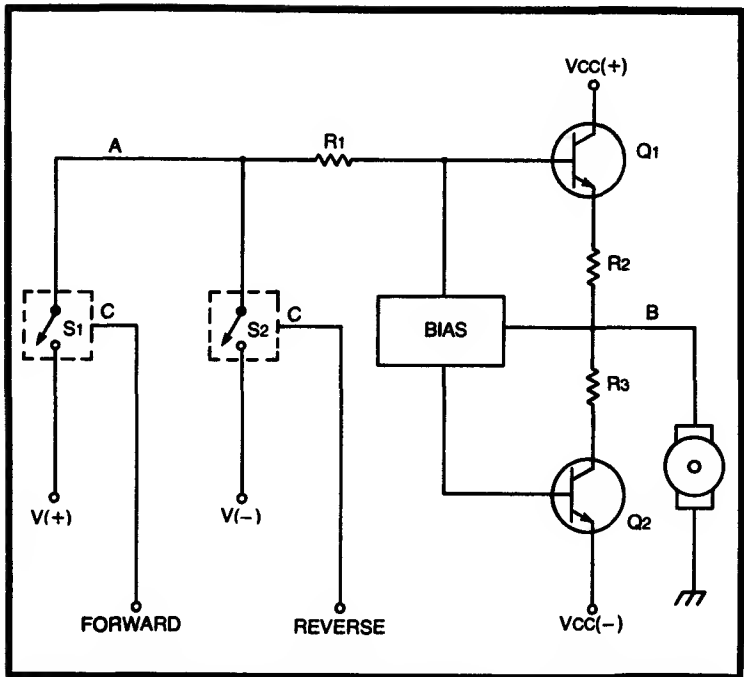 VCC(+)
A
R1
Q1
R2
S1
C
S2
C
BIAS
B
R3
V(+)
V(-)
Q2
FORWARD
REVERSE
VCC(-)